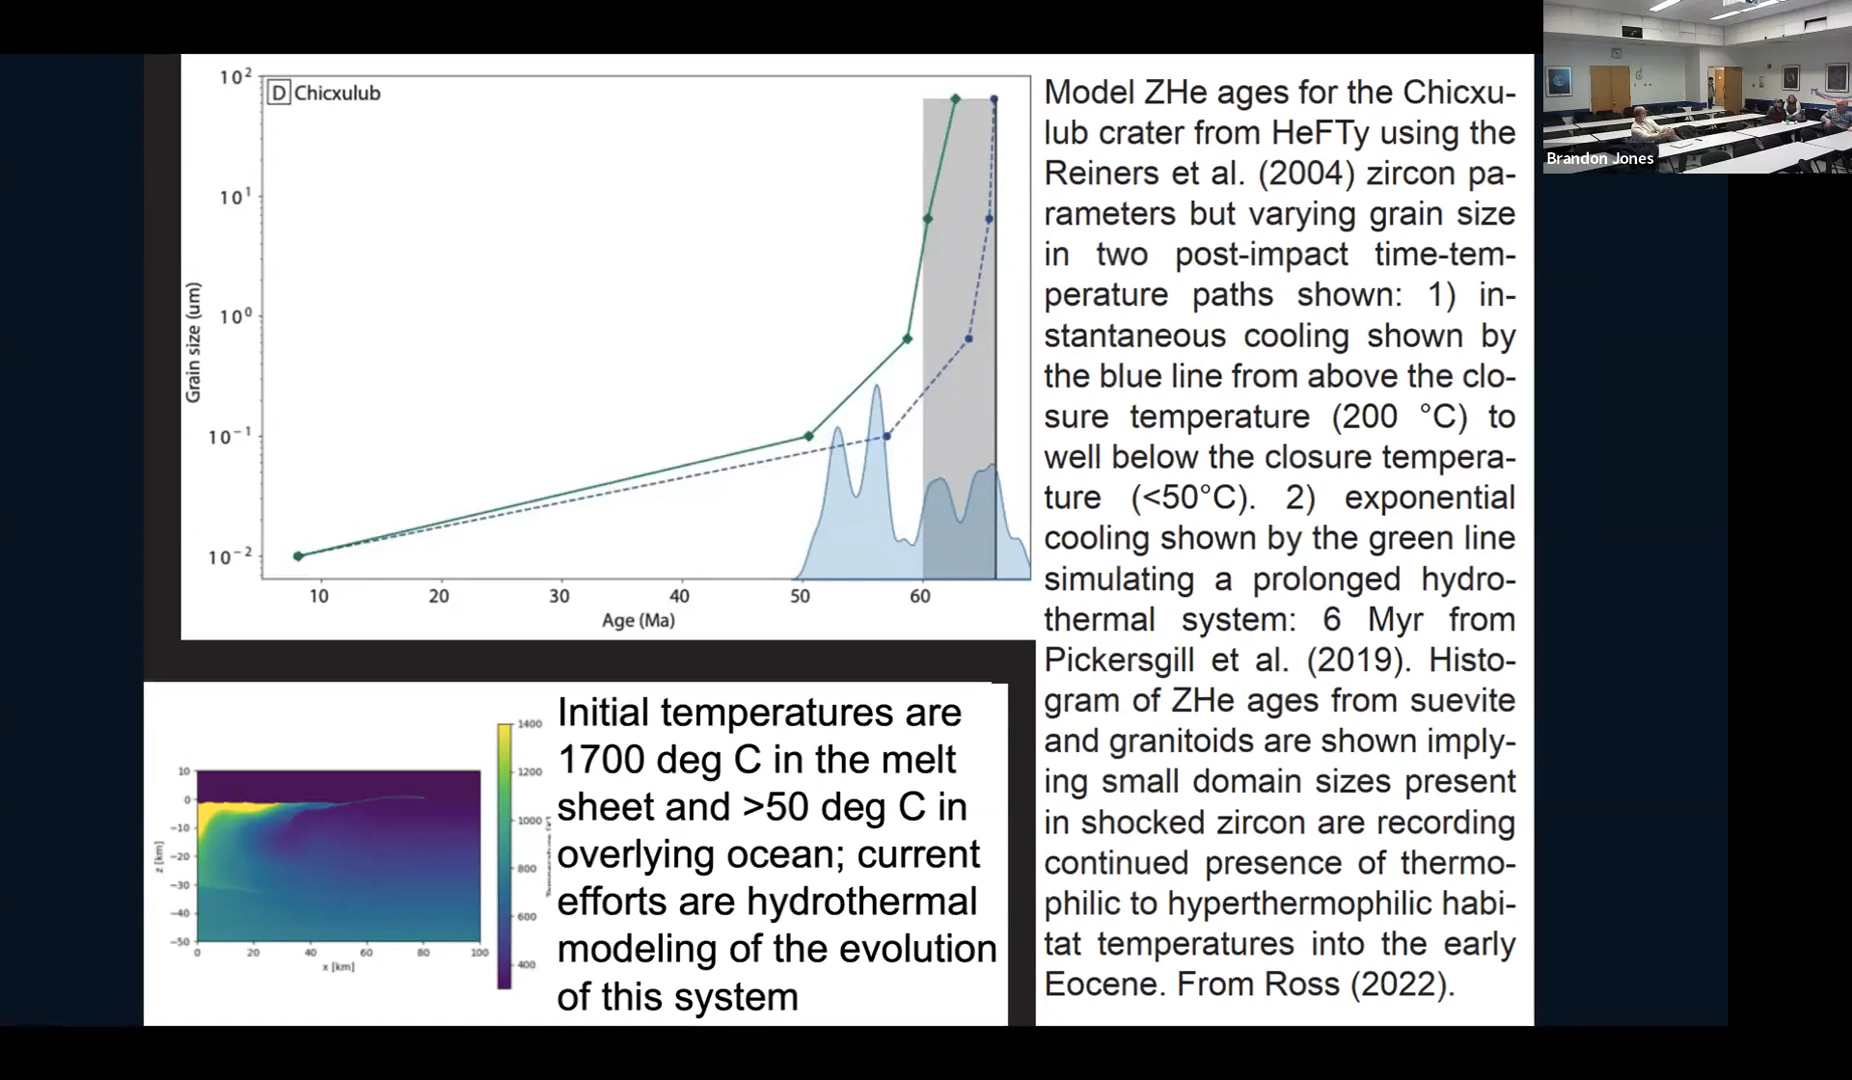 Brandon Jones
D Chicxulub
10²
10¹
10⁰
10⁻¹
10⁻²
Grain size (um)
10 20 30 40 50 60
Age (Ma)
Model ZHe ages for the Chicxu-
lub crater from HeFTy using the
Reiners et al. (2004) zircon pa-
rameters but varying grain size
in two post-impact time-tem-
perature paths shown: 1) in-
stantaneous cooling shown by
the blue line from above the clo-
sure temperature (200 °C) to
well below the closure tempera-
ture (<50°C). 2) exponential
cooling shown by the green line
simulating a prolonged hydro-
thermal system: 6 Myr from
Pickersgill et al. (2019). Histo-
gram of ZHe ages from suevite
and granitoids are shown imply-
ing small domain sizes present
in shocked zircon are recording
continued presence of thermo-
philic to hyperthermophilic habi-
tat temperatures into the early
Eocene. From Ross (2022).
10
0
−10
−20
−30
−40
−50
z [km]
0 20 40 60 80 100
x [km]
1400
1200
1000
800
600
400
Initial temperatures are
1700 deg C in the melt
sheet and >50 deg C in
overlying ocean; current
efforts are hydrothermal
modeling of the evolution
of this system